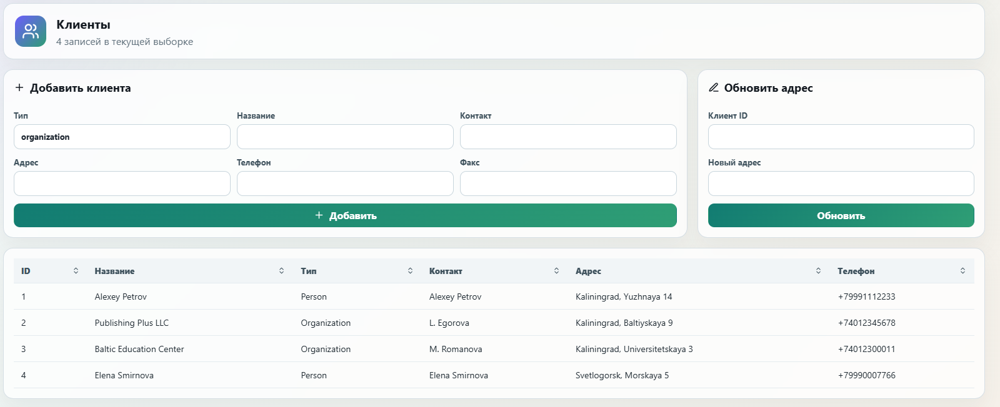 Клиенты
4 записей в текущей выборке
+ Добавить клиента
Тип Название Контакт
organization
Адрес Телефон Факс
+ Добавить
Обновить адрес
Клиент ID
Новый адрес
Обновить
ID Название Тип Контакт Адрес Телефон
1 Alexey Petrov Person Alexey Petrov Kaliningrad, Yuzhnaya 14 +79991112233
2 Publishing Plus LLC Organization L. Egorova Kaliningrad, Baltiyskaya 9 +74012345678
3 Baltic Education Center Organization M. Romanova Kaliningrad, Universitetskaya 3 +74012300011
4 Elena Smirnova Person Elena Smirnova Svetlogorsk, Morskaya 5 +79990007766